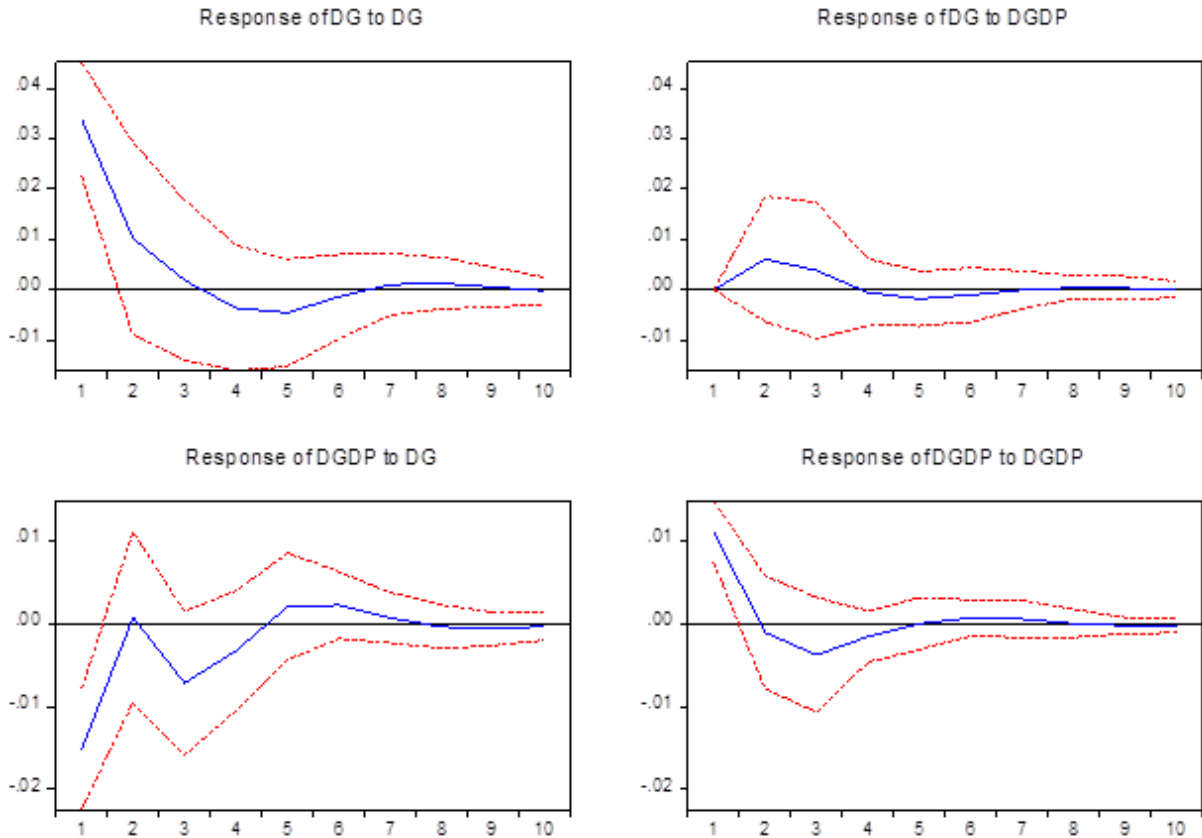 Response of DG to DG
.04
.03
.02
.01
.00
-.01
1 2 3 4 5 6 7 8 9 10
Response of DG to DGDP
.04
.03
.02
.01
.00
-.01
1 2 3 4 5 6 7 8 9 10
Response of DGDP to DG
.01
.00
-.01
-.02
1 2 3 4 5 6 7 8 9 10
Response of DGDP to DGDP
.01
.00
-.01
-.02
1 2 3 4 5 6 7 8 9 10